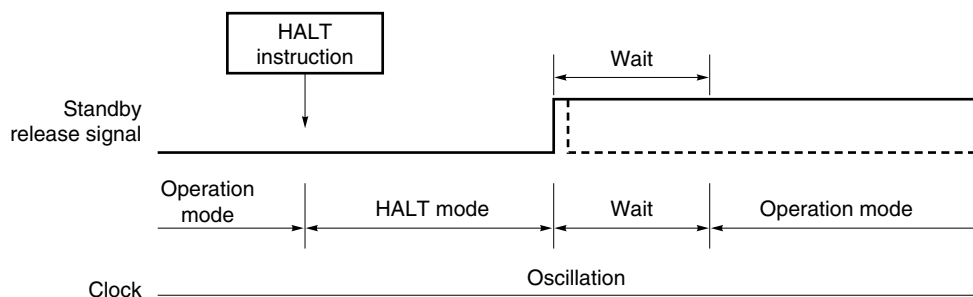 HALT
instruction
Wait
Standby
release signal
Operation
mode
HALT mode
Wait
Operation mode
Oscillation
Clock